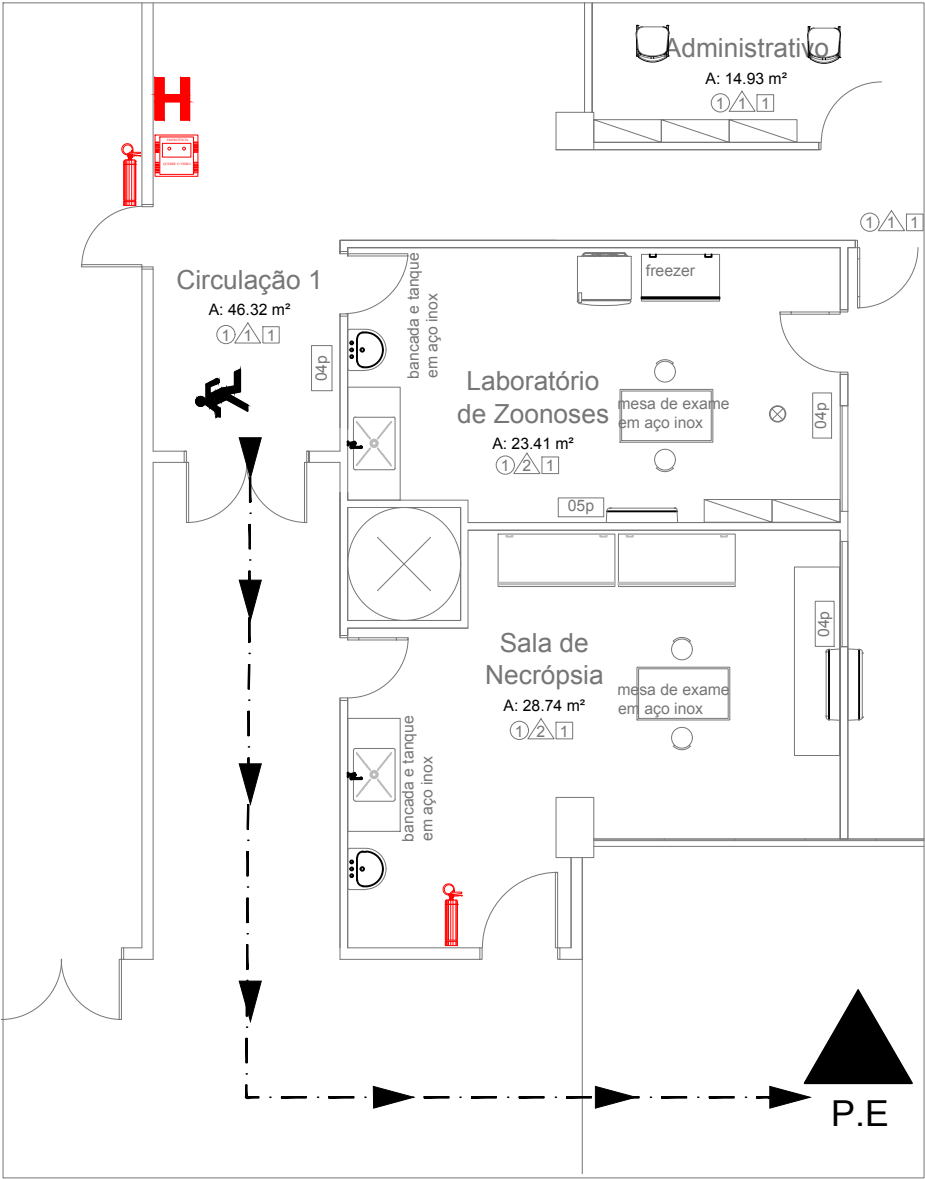 Administrativo
A: 14.93 m²
1 1 1
H
1 1 1
Circulação 1
A: 46.32 m²
1 1 1
04p
bancada e tanque
em aço inox
freezer
Laboratório
de Zoonoses
A: 23.41 m²
1 2 1
mesa de exame
em aço inox
04p
05p
Sala de
Necrópsia
A: 28.74 m²
1 2 1
mesa de exame
em aço inox
04p
bancada e tanque
em aço inox
P.E